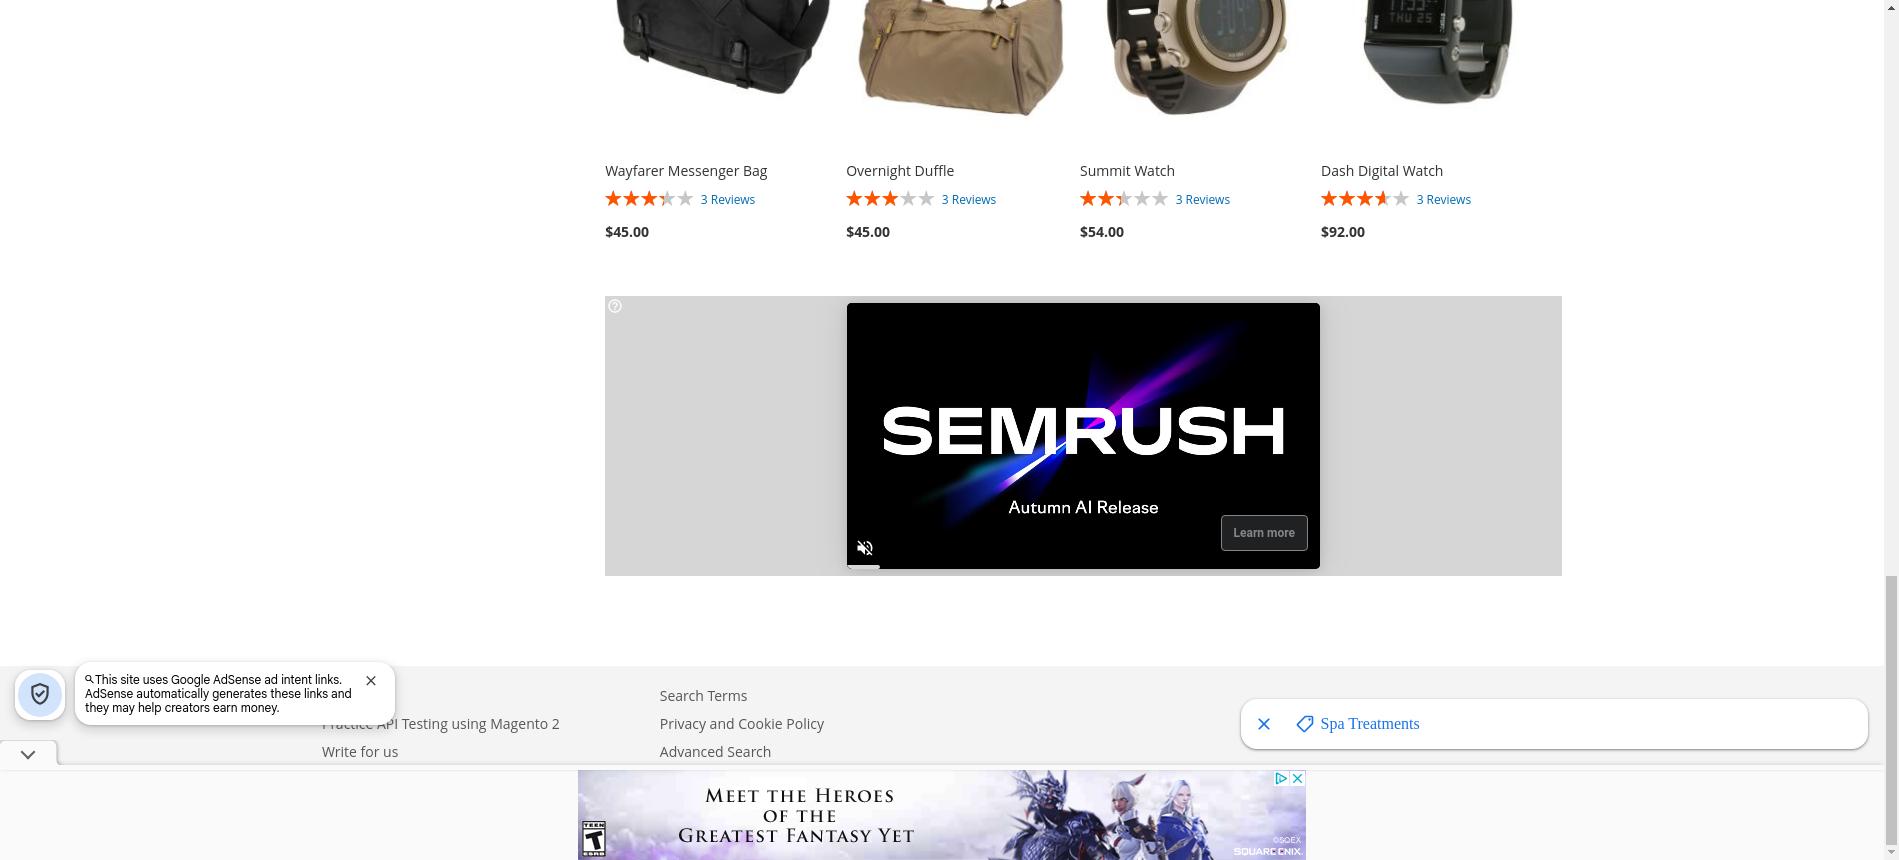 THU 25
Wayfarer Messenger Bag
3 Reviews
$45.00
Overnight Duffle
3 Reviews
$45.00
Summit Watch
3 Reviews
$54.00
Dash Digital Watch
3 Reviews
$92.00
SEMRUSH
Autumn AI Release
Learn more
This site uses Google AdSense ad intent links.
AdSense automatically generates these links and
they may help creators earn money.
Practice API Testing using Magento 2
Write for us
Search Terms
Privacy and Cookie Policy
Advanced Search
Spa Treatments
MEET THE HEROES
OF THE
GREATEST FANTASY YET
TEEN
T
ESRB
©SQEX
SQUARE ENIX.